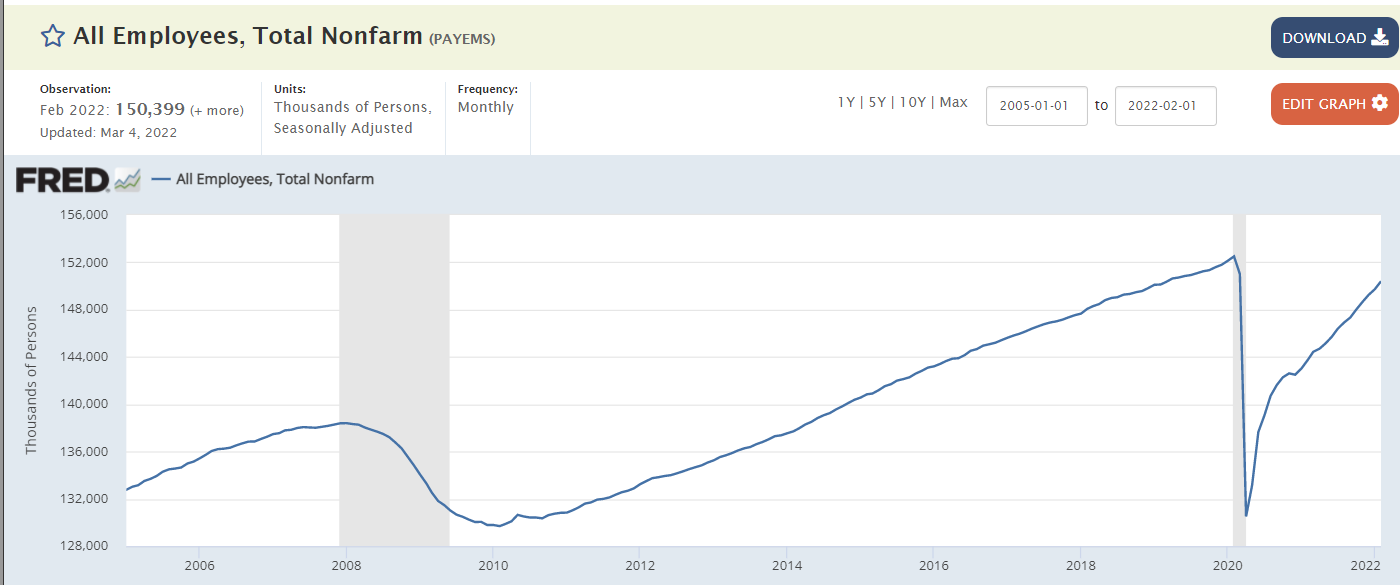 All Employees, Total Nonfarm (PAYEMS)
DOWNLOAD
Observation:
Feb 2022: 150,399 (+ more)
Updated: Mar 4, 2022
Units:
Thousands of Persons,
Seasonally Adjusted
Frequency:
Monthly
1Y | 5Y | 10Y | Max
2005-01-01 to 2022-02-01
EDIT GRAPH
FRED
All Employees, Total Nonfarm
Thousands of Persons
156,000
152,000
148,000
144,000
140,000
136,000
132,000
128,000
2006 2008 2010 2012 2014 2016 2018 2020 2022